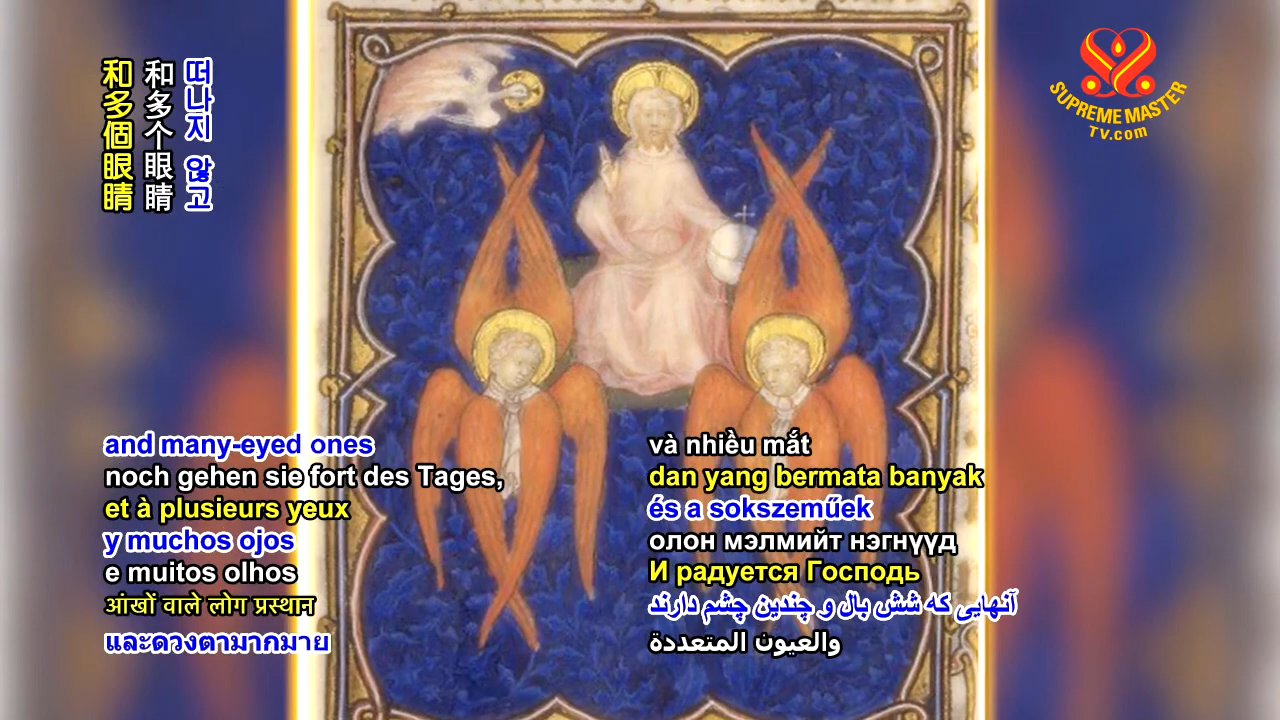 和多個眼睛
和多个眼睛
떠나지 않고
SUPREME MASTER
TV.com
and many-eyed ones
noch gehen sie fort des Tages,
et à plusieurs yeux
y muchos ojos
e muitos olhos
आंखों वाले लोग प्रस्थान
และดวงตามากมาย
và nhiều mắt
dan yang bermata banyak
és a sokszeműek
олон мэлмийт нэгнүүд
И радуется Господь
آنهایی که شش بال و چندین چشم دارند
والعيون المتعددة